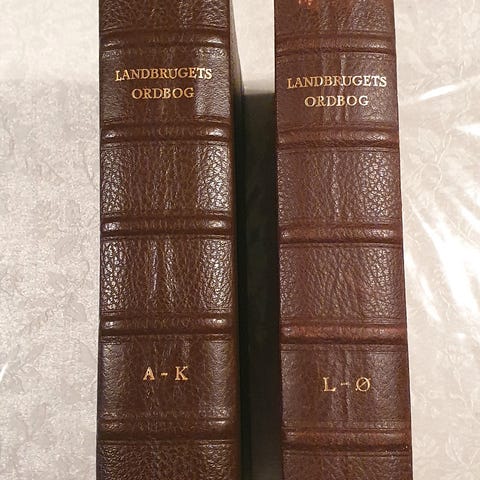 LANDBRUGETS
ORDBOG
A - K
LANDBRUGETS
ORDBOG
L - Ø